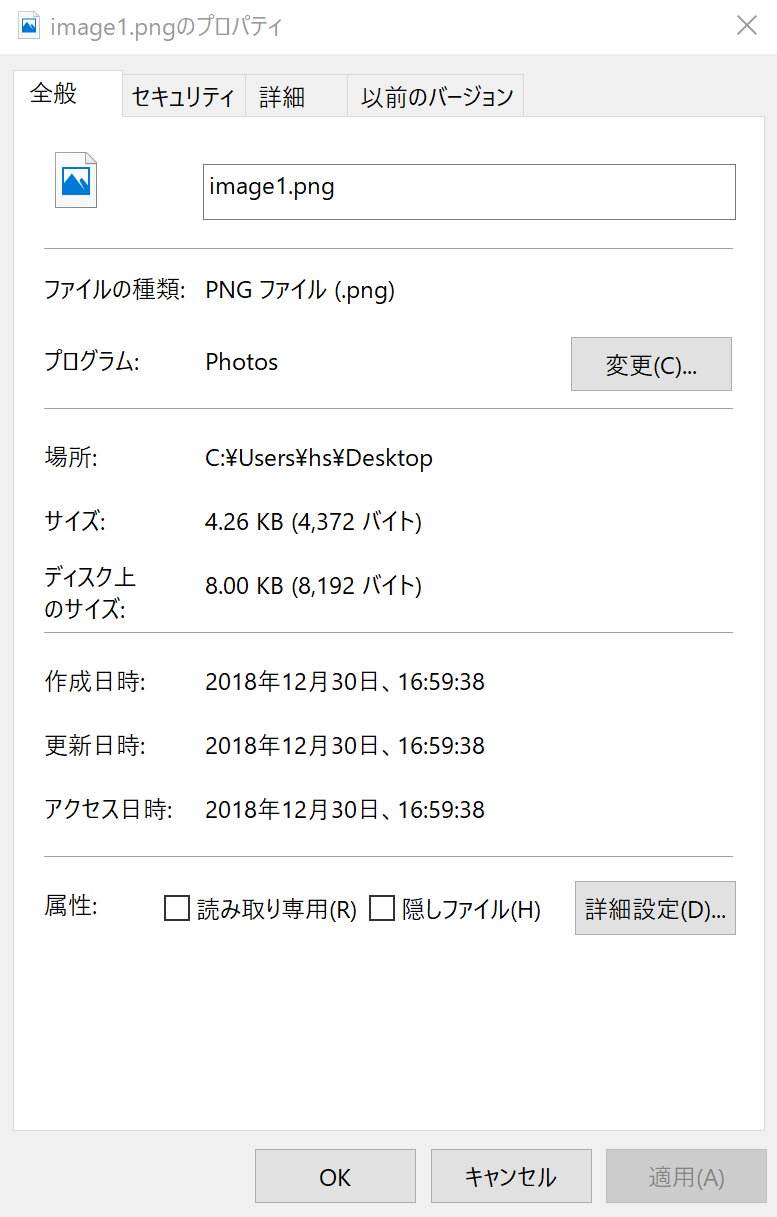 image1.pngのプロパティ
全般 セキュリティ 詳細 以前のバージョン
image1.png
ファイルの種類: PNG ファイル (.png)
プログラム: Photos 変更(C)...
場所: C:¥Users¥hs¥Desktop
サイズ: 4.26 KB (4,372 バイト)
ディスク上
のサイズ: 8.00 KB (8,192 バイト)
作成日時: 2018年12月30日、16:59:38
更新日時: 2018年12月30日、16:59:38
アクセス日時: 2018年12月30日、16:59:38
属性: 読み取り専用(R) 隠しファイル(H) 詳細設定(D)...
OK キャンセル 適用(A)